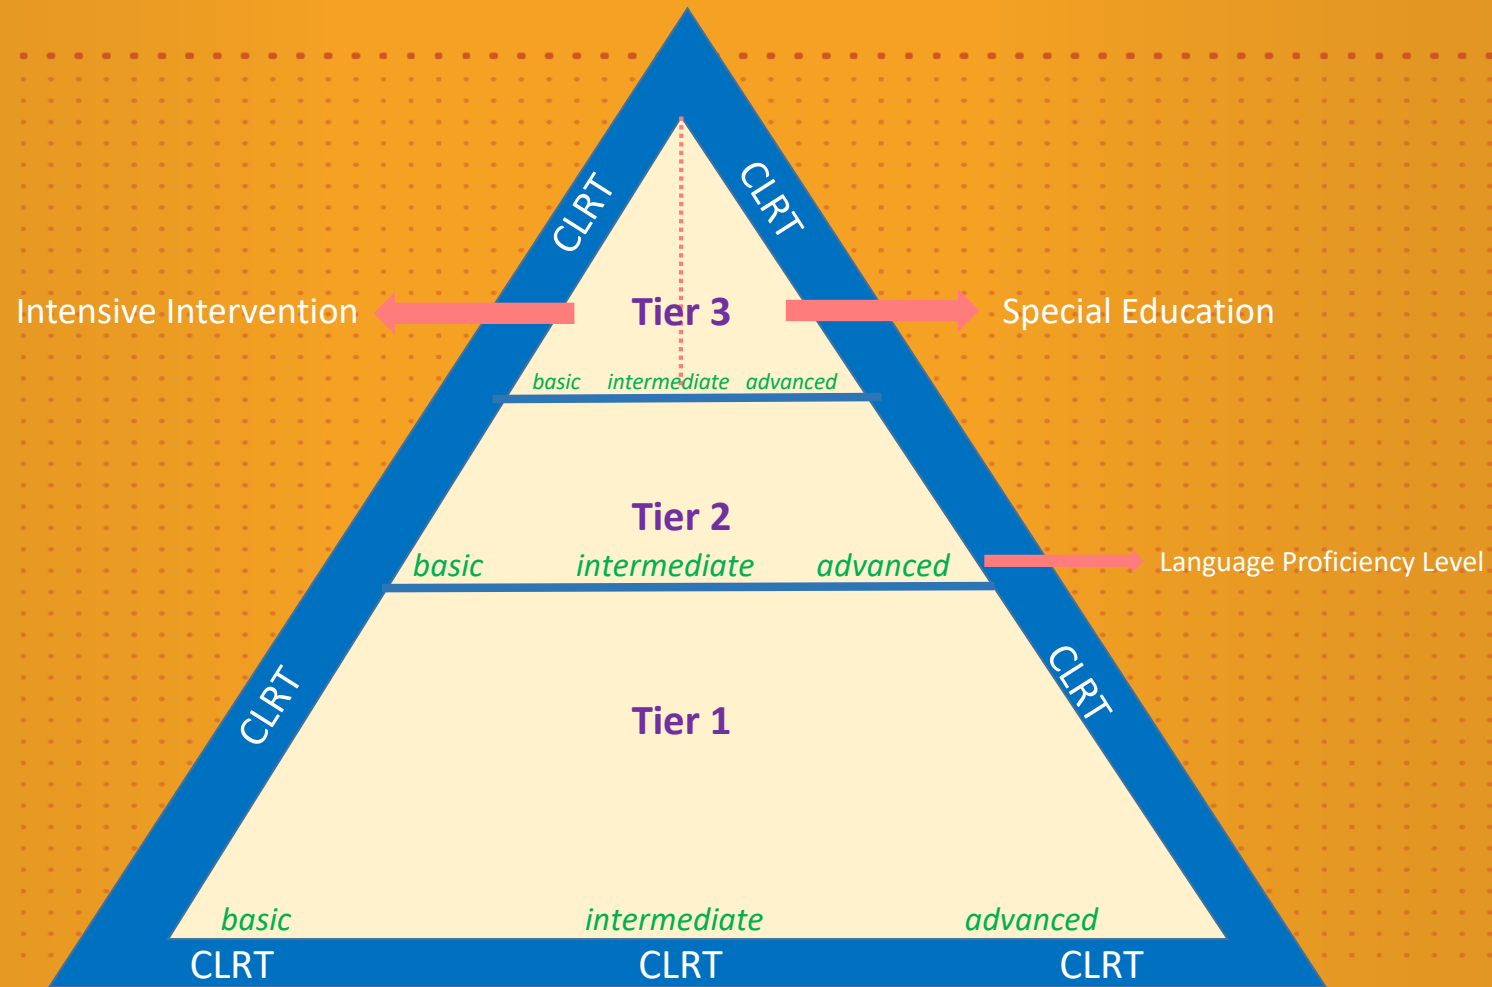 CLRT
CLRT
Intensive Intervention
Tier 3
Special Education
basic intermediate advanced
Tier 2
basic intermediate advanced
Language Proficiency Level
CLRT
CLRT
Tier 1
basic intermediate advanced
CLRT CLRT CLRT